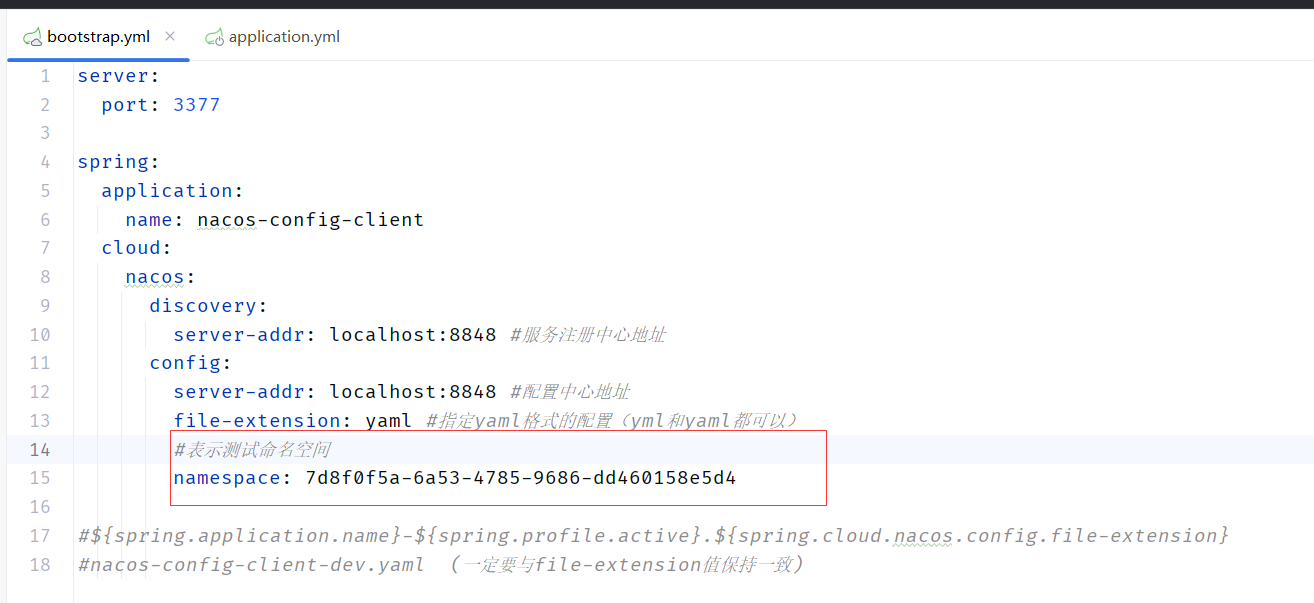 bootstrap.yml × application.yml
1 server:
2 port: 3377
3
4 spring:
5 application:
6 name: nacos-config-client
7 cloud:
8 nacos:
9 discovery:
10 server-addr: localhost:8848 #服务注册中心地址
11 config:
12 server-addr: localhost:8848 #配置中心地址
13 file-extension: yaml #指定yaml格式的配置（yml和yaml都可以）
14 #表示测试命名空间
15 namespace: 7d8f0f5a-6a53-4785-9686-dd460158e5d4
16
17 #${spring.application.name}-${spring.profile.active}.${spring.cloud.nacos.config.file-extension}
18 #nacos-config-client-dev.yaml （一定要与file-extension值保持一致）